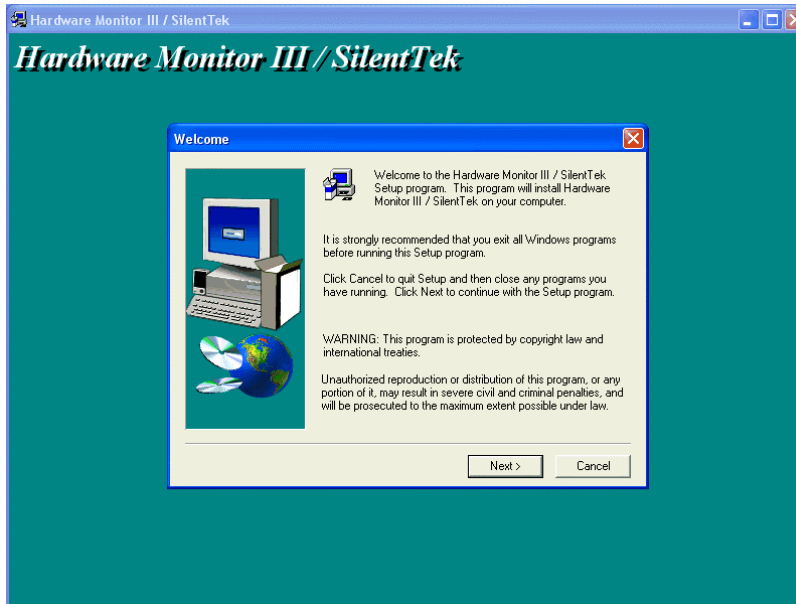 Hardware Monitor III / SilentTek
Hardware Monitor III / SilentTek
Welcome
Welcome to the Hardware Monitor III / SilentTek
Setup program. This program will install Hardware
Monitor III / SilentTek on your computer.
It is strongly recommended that you exit all Windows programs
before running this Setup program.
Click Cancel to quit Setup and then close any programs you
have running. Click Next to continue with the Setup program.
WARNING: This program is protected by copyright law and
international treaties.
Unauthorized reproduction or distribution of this program, or any
portion of it, may result in severe civil and criminal penalties, and
will be prosecuted to the maximum extent possible under law.
Next >
Cancel